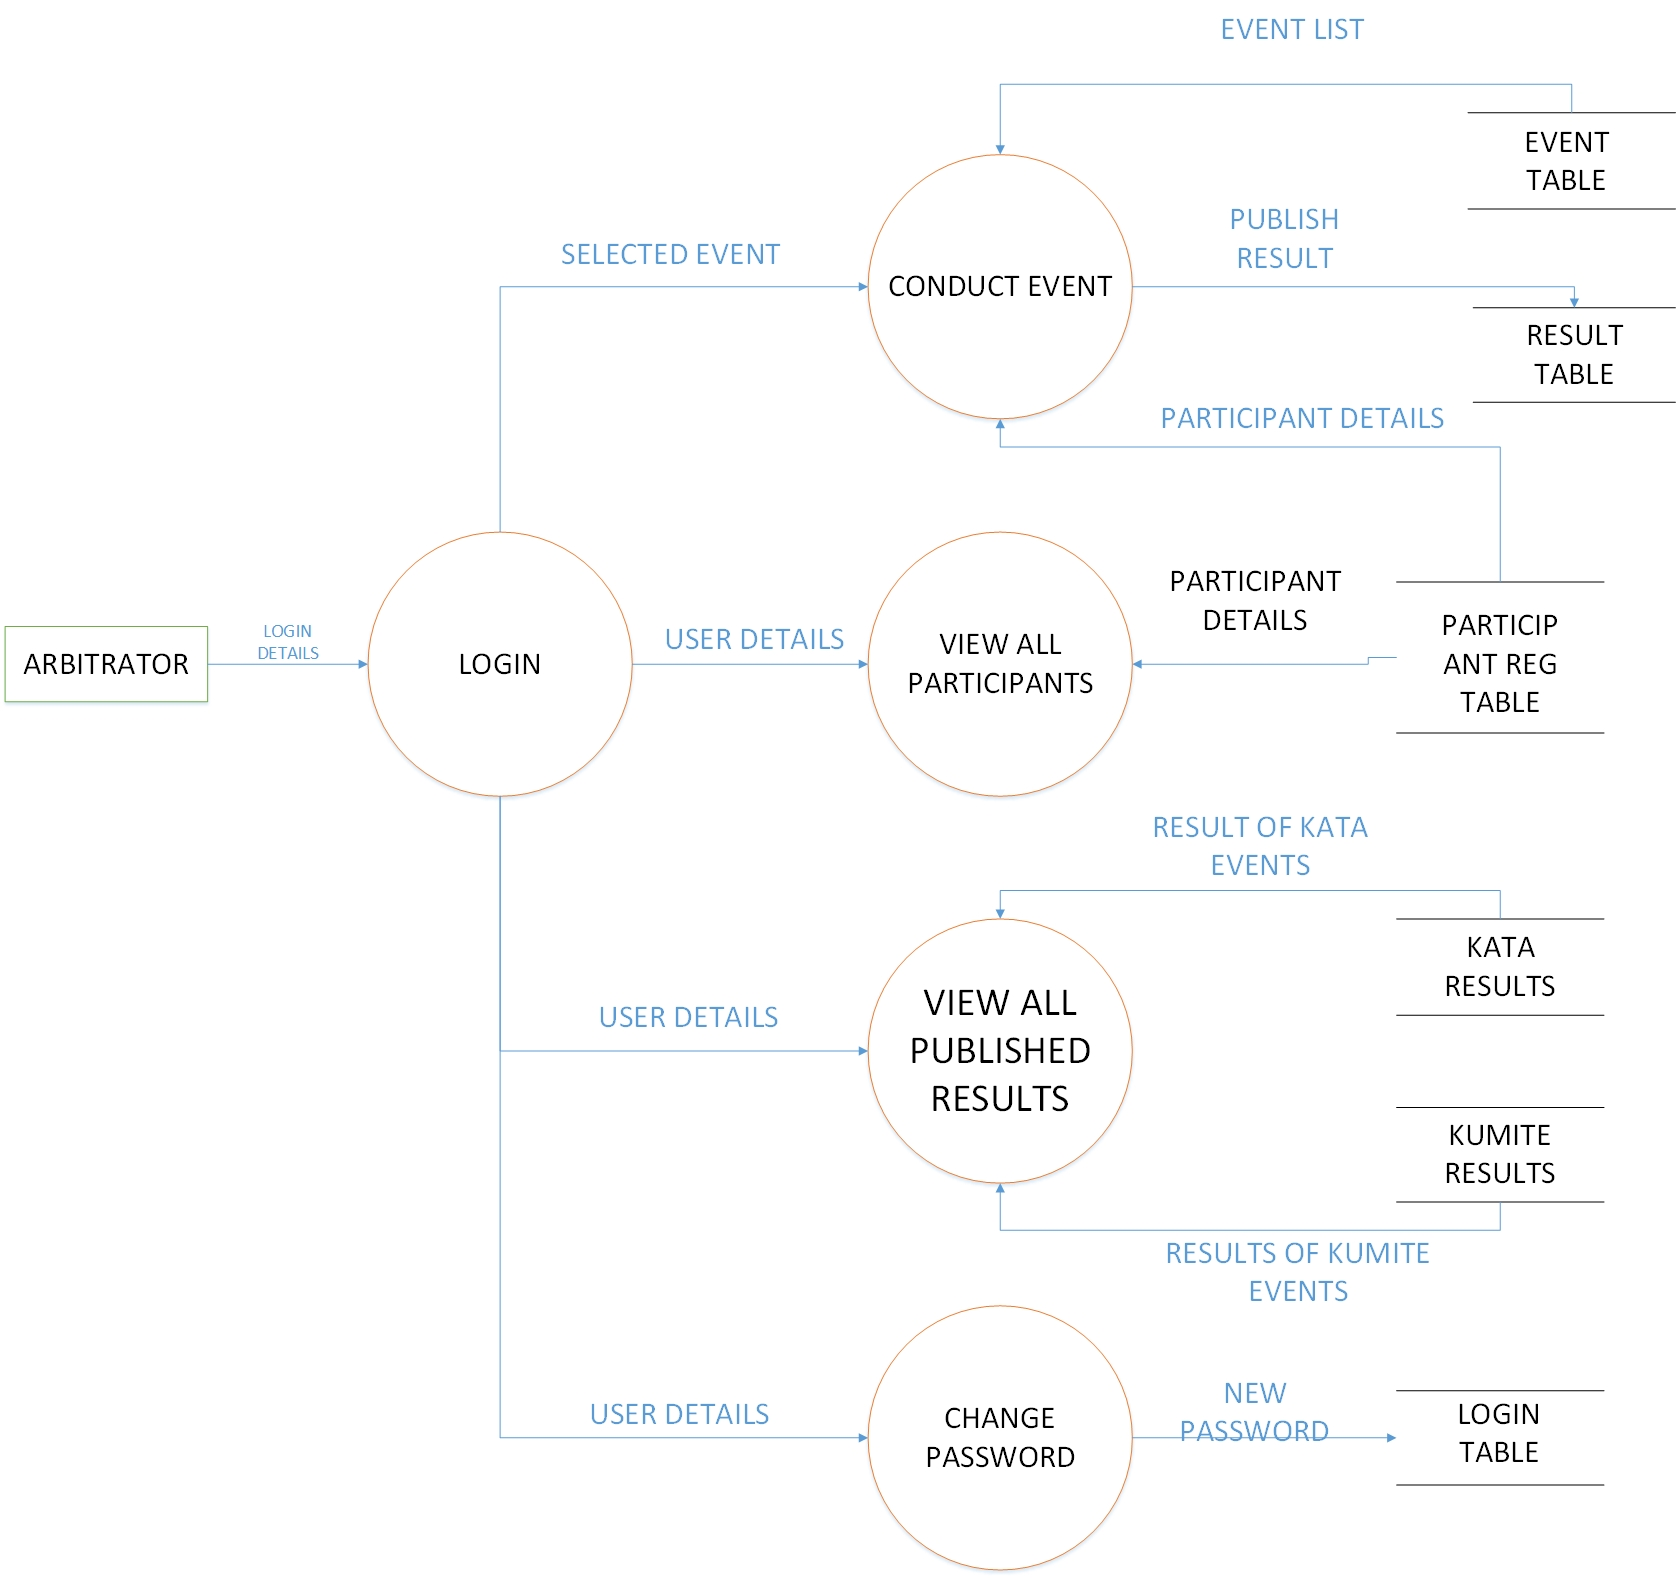 EVENT LIST
EVENT
TABLE
PUBLISH
RESULT
SELECTED EVENT
CONDUCT EVENT
RESULT
TABLE
PARTICIPANT DETAILS
PARTICIPANT
DETAILS
PARTICIP
ANT REG
TABLE
LOGIN
DETAILS
ARBITRATOR
LOGIN
USER DETAILS
VIEW ALL
PARTICIPANTS
RESULT OF KATA
EVENTS
KATA
RESULTS
USER DETAILS
VIEW ALL
PUBLISHED
RESULTS
KUMITE
RESULTS
RESULTS OF KUMITE
EVENTS
USER DETAILS
CHANGE
PASSWORD
NEW
PASSWORD
LOGIN
TABLE